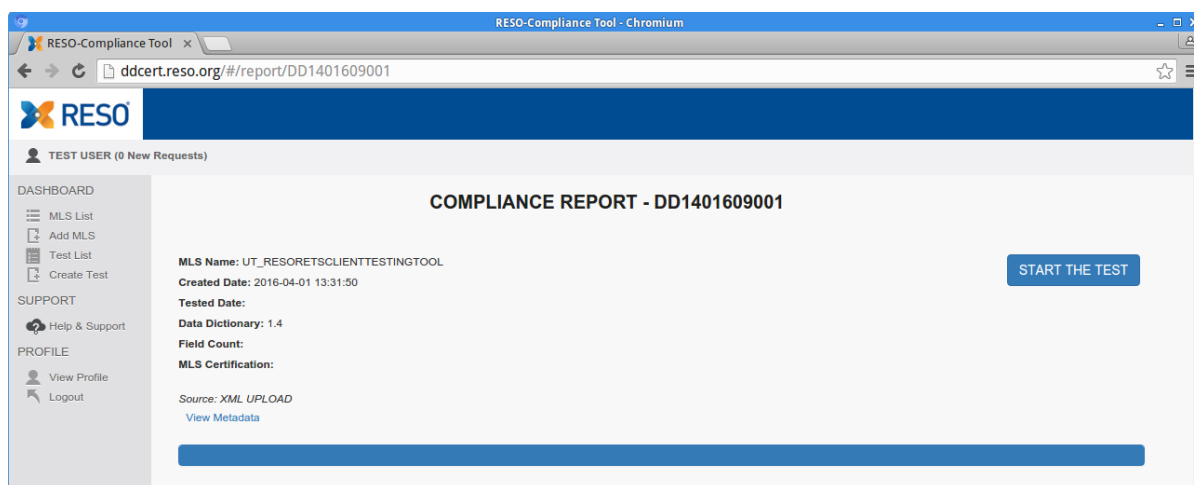 RESO-Compliance Tool - Chromium
RESO-Compliance Tool
ddcert.reso.org/#/report/DD1401609001
RESO
TEST USER (0 New Requests)
DASHBOARD
MLS List
Add MLS
Test List
Create Test
SUPPORT
Help & Support
PROFILE
View Profile
Logout
COMPLIANCE REPORT - DD1401609001
MLS Name: UT_RESORETSCLIENTTESTINGTOOL
Created Date: 2016-04-01 13:31:50
Tested Date:
Data Dictionary: 1.4
Field Count:
MLS Certification:
Source: XML UPLOAD
View Metadata
START THE TEST